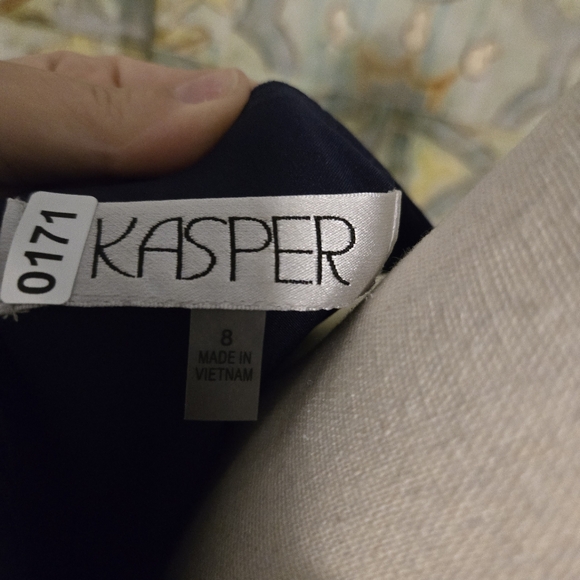 0171
KASPER
8
MADE IN
VIETNAM